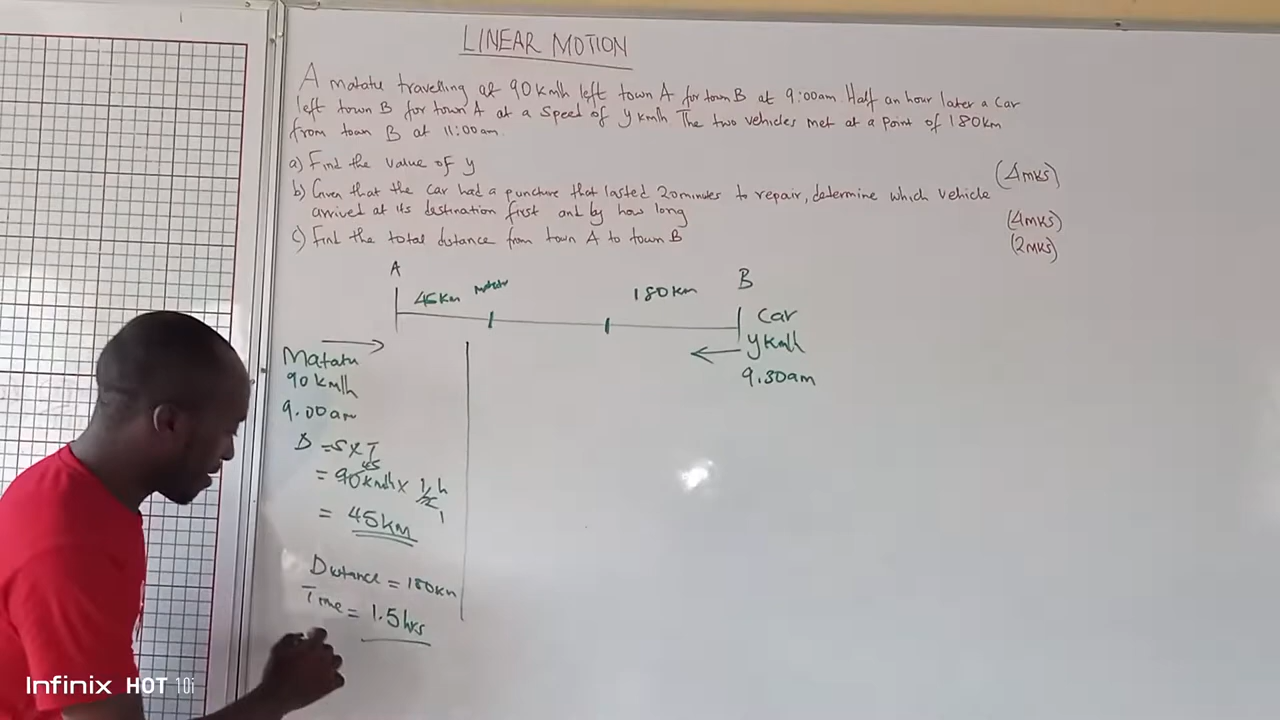 LINEAR MOTION
A matatu travelling at 90km/h left town A for town B at 9:00am. Half an hour later a car
left town B for town A at a speed of y km/h The two vehicles met at a point of 180km
from town B at 11:00am.
a) Find the value of y
(4mks)
b) Given that the car had a puncture that lasted 20minutes to repair, determine which vehicle
arrived at its destination first and by how long
(4mks)
c) Find the total distance from town A to town B
(2mks)
A
B
45km
Matatu
180km
Car
ykm/h
9.30am
Matatu
90km/h
9.00am
D = S x T
45
= 90km/h x 1/2 h
1
= 45km
Distance = 180km
Time = 1.5hrs
Infinix HOT 10i